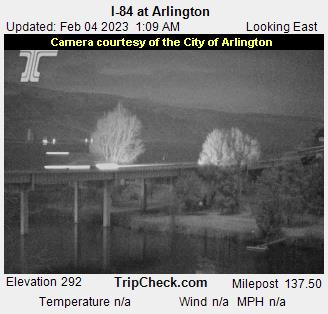 I-84 at Arlington
Updated: Feb 04 2023 1:09 AM Looking East
Camera courtesy of the City of Arlington
Elevation 292 TripCheck.com Milepost 137.50
Temperature n/a Wind n/a MPH n/a